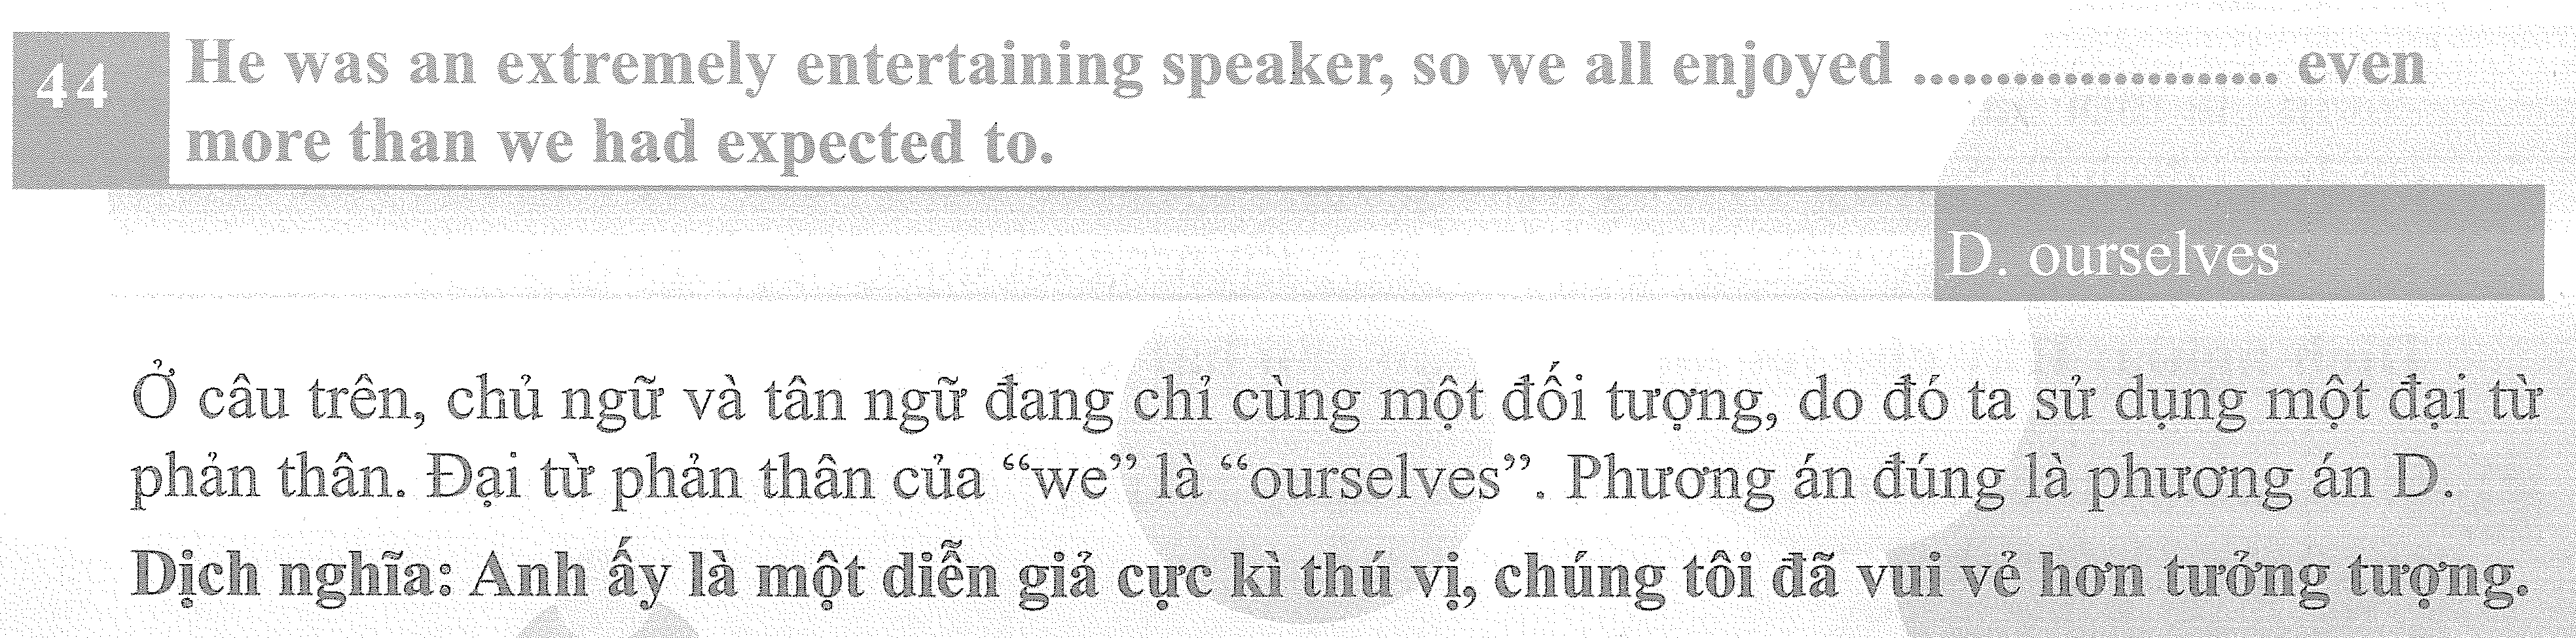 44
He was an extremely entertaining speaker, so we all enjoyed ...................... even
more than we had expected to.
D. ourselves
Ở câu trên, chủ ngữ và tân ngữ đang chỉ cùng một đối tượng, do đó ta sử dụng một đại từ
phản thân. Đại từ phản thân của “we” là “ourselves”. Phương án đúng là phương án D.
Dịch nghĩa: Anh ấy là một diễn giả cực kì thú vị, chúng tôi đã vui vẻ hơn tưởng tượng.